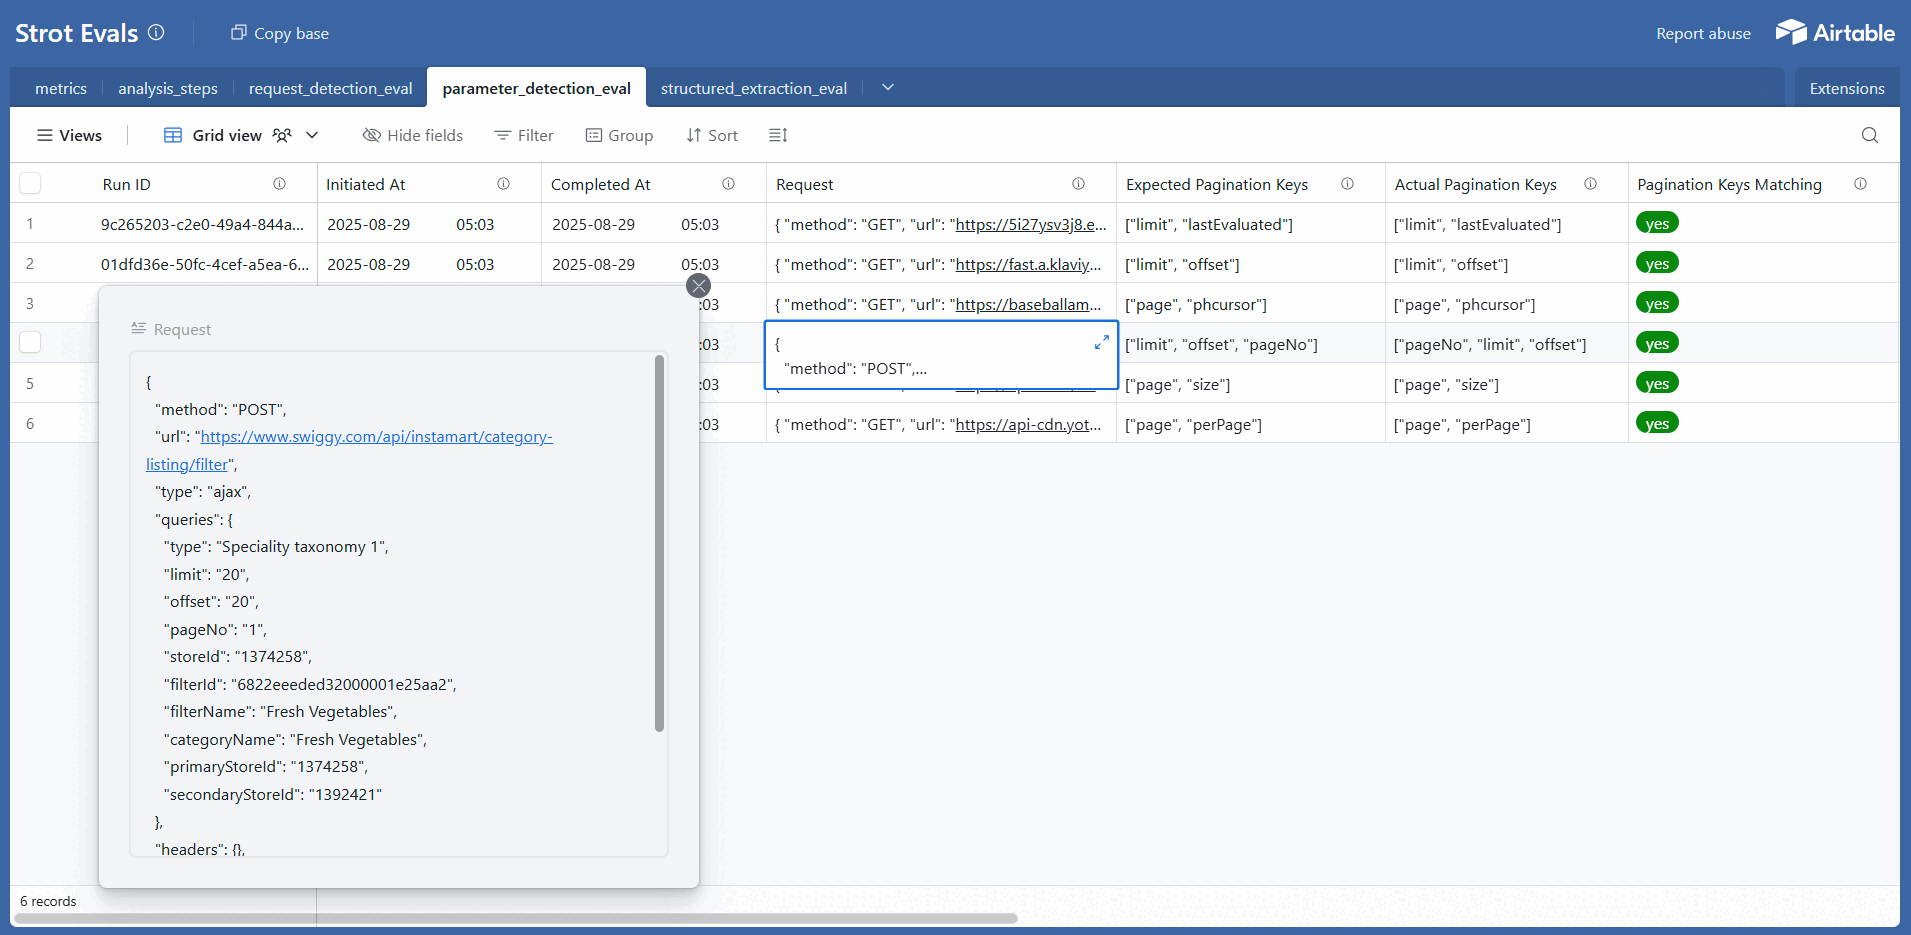 Strot Evals
Copy base
Report abuse
Airtable
metrics
analysis_steps
request_detection_eval
parameter_detection_eval
structured_extraction_eval
Extensions
Views
Grid view
Hide fields
Filter
Group
Sort
Run ID
Initiated At
Completed At
Request
Expected Pagination Keys
Actual Pagination Keys
Pagination Keys Matching
1 9c265203-c2e0-49a4-844a... 2025-08-29 05:03 2025-08-29 05:03 { "method": "GET", "url": "https://5i27ysv3j8.e... ["limit", "lastEvaluated"] ["limit", "lastEvaluated"] yes
2 01dfd36e-50fc-4cef-a5ea-6... 2025-08-29 05:03 2025-08-29 05:03 { "method": "GET", "url": "https://fast.a.klaviy... ["limit", "offset"] ["limit", "offset"] yes
3 :03 { "method": "GET", "url": "https://baseballam... ["page", "phcursor"] ["page", "phcursor"] yes
:03 { ["limit", "offset", "pageNo"] ["pageNo", "limit", "offset"] yes
"method": "POST",...
5 :03 ["page", "size"] ["page", "size"] yes
6 :03 { "method": "GET", "url": "https://api-cdn.yot... ["page", "perPage"] ["page", "perPage"] yes
Request
{
"method": "POST",
"url": "https://www.swiggy.com/api/instamart/category-
listing/filter",
"type": "ajax",
"queries": {
"type": "Speciality taxonomy 1",
"limit": "20",
"offset": "20",
"pageNo": "1",
"storeId": "1374258",
"filterId": "6822eeeded32000001e25aa2",
"filterName": "Fresh Vegetables",
"categoryName": "Fresh Vegetables",
"primaryStoreId": "1374258",
"secondaryStoreId": "1392421"
},
"headers": {},
6 records